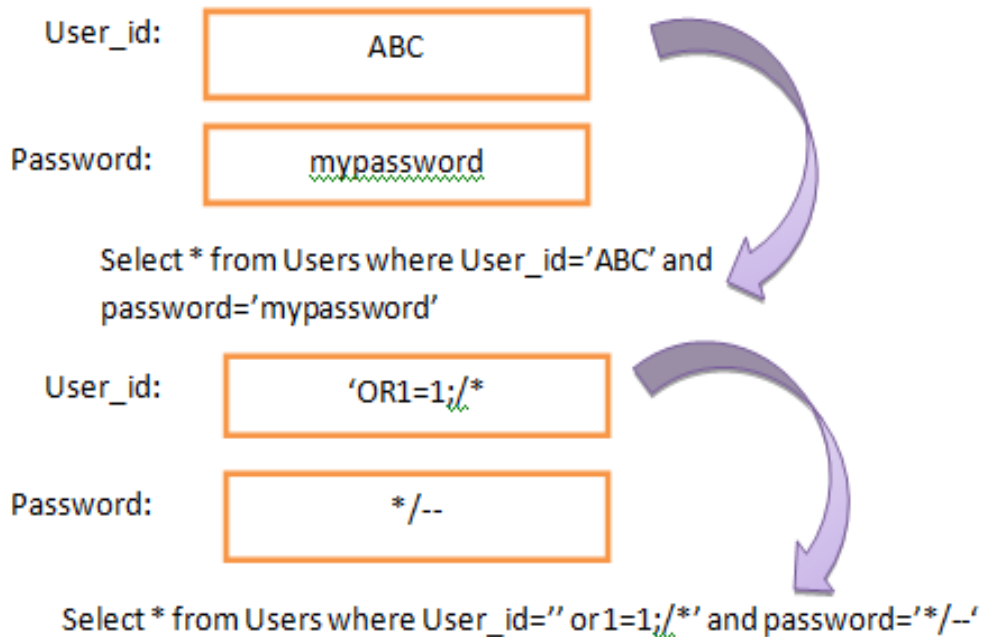 User_id:
ABC
Password:
mypassword
Select * from Users where User_id=’ABC’ and
password=’mypassword’
User_id:
‘OR1=1;/*
Password:
*/--
Select * from Users where User_id=’’ or1=1;/*’ and password=’*/--‘